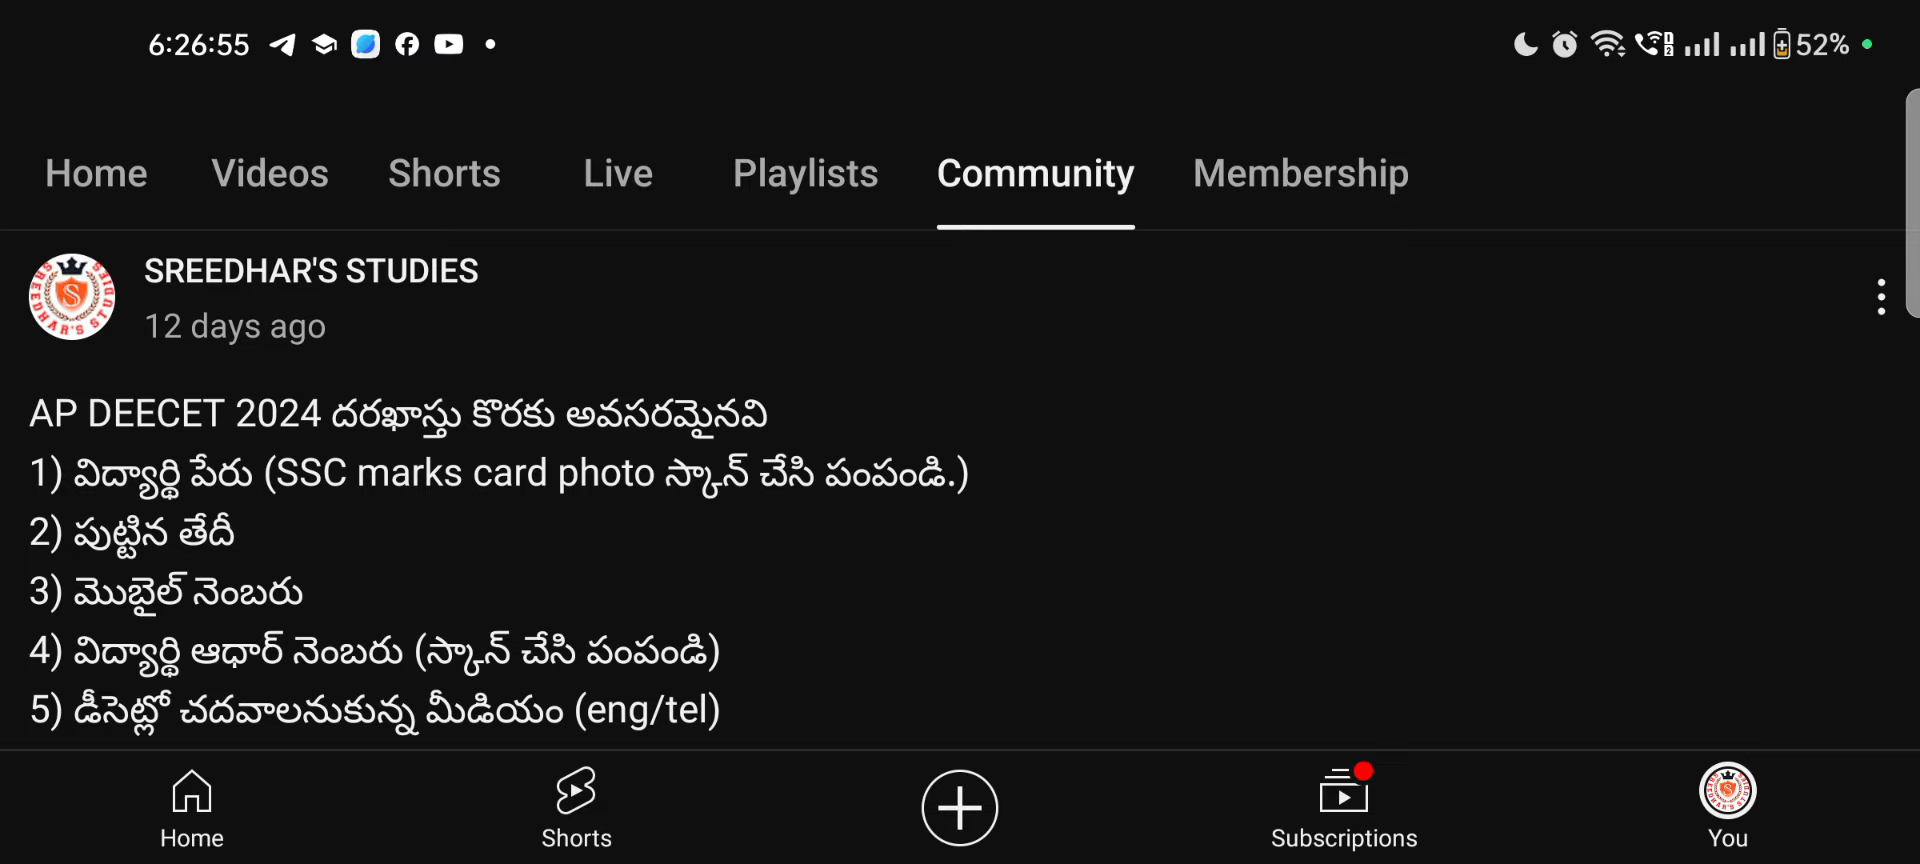 6:26:55
52%
Home Videos Shorts Live Playlists Community Membership
SREEDHAR'S STUDIES
12 days ago
AP DEECET 2024 దరఖాస్తు కొరకు అవసరమైనవి
1) విద్యార్థి పేరు (SSC marks card photo స్కాన్ చేసి పంపండి.)
2) పుట్టిన తేదీ
3) మొబైల్ నెంబరు
4) విద్యార్థి ఆధార్ నెంబరు (స్కాన్ చేసి పంపండి)
5) డీసెట్లో చదవాలనుకున్న మీడియం (eng/tel)
Home Shorts Subscriptions You